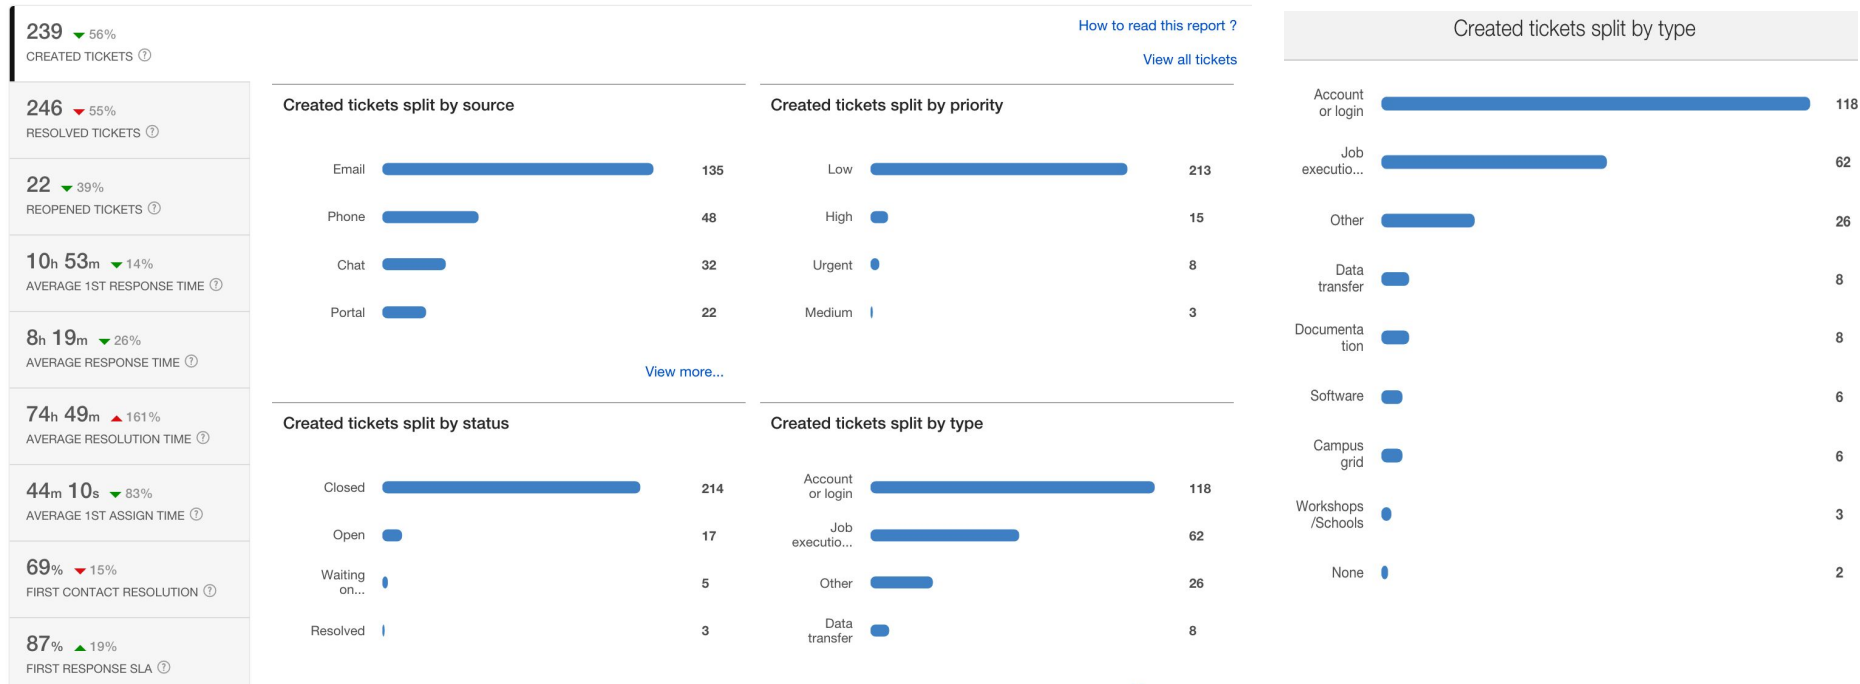 239 56%
CREATED TICKETS
246 55%
RESOLVED TICKETS
22 39%
REOPENED TICKETS
10h 53m 14%
AVERAGE 1ST RESPONSE TIME
8h 19m 26%
AVERAGE RESPONSE TIME
74h 49m 161%
AVERAGE RESOLUTION TIME
44m 10s 83%
AVERAGE 1ST ASSIGN TIME
69% 15%
FIRST CONTACT RESOLUTION
87% 19%
FIRST RESPONSE SLA
How to read this report ?
View all tickets
Created tickets split by source
Email 135
Phone 48
Chat 32
Portal 22
View more...
Created tickets split by priority
Low 213
High 15
Urgent 8
Medium 3
Created tickets split by status
Closed 214
Open 17
Waiting
on... 5
Resolved 3
Created tickets split by type
Account
or login 118
Job
executio... 62
Other 26
Data
transfer 8
Created tickets split by type
Account
or login 118
Job
executio... 62
Other 26
Data
transfer 8
Documenta
tion 8
Software 6
Campus
grid 6
Workshops
/Schools 3
None 2